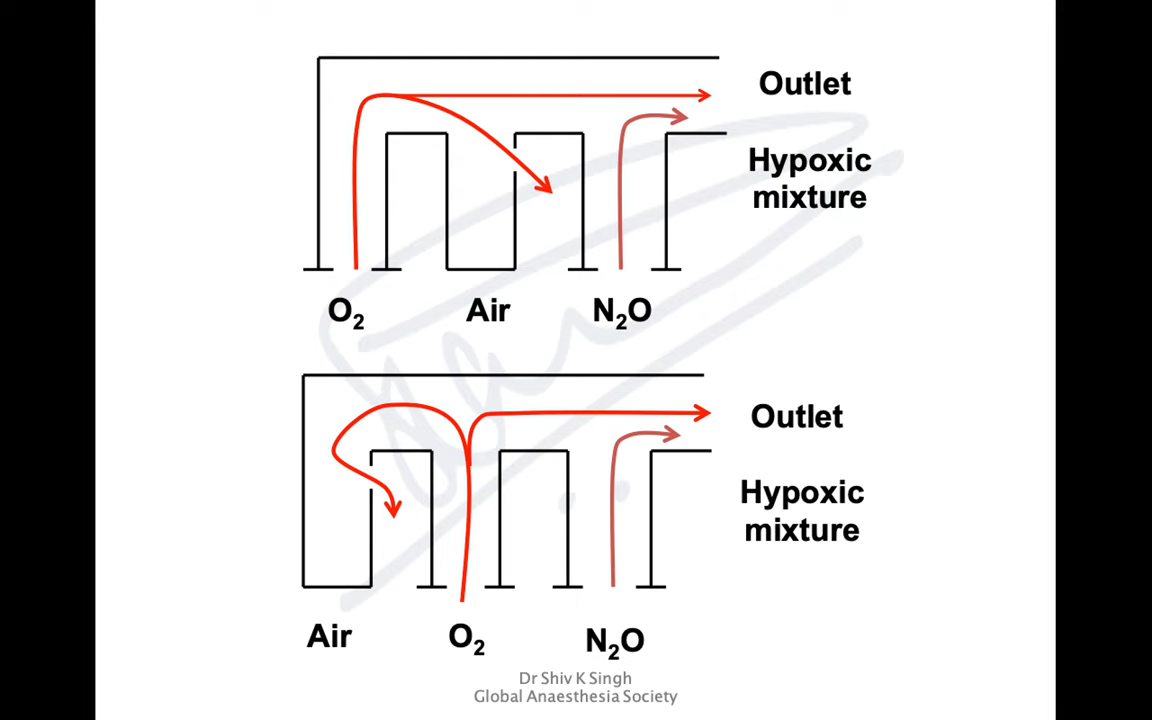 Outlet
Hypoxic
mixture
O₂ Air N₂O
Outlet
Hypoxic
mixture
Air O₂ N₂O
Dr Shiv K Singh
Global Anaesthesia Society